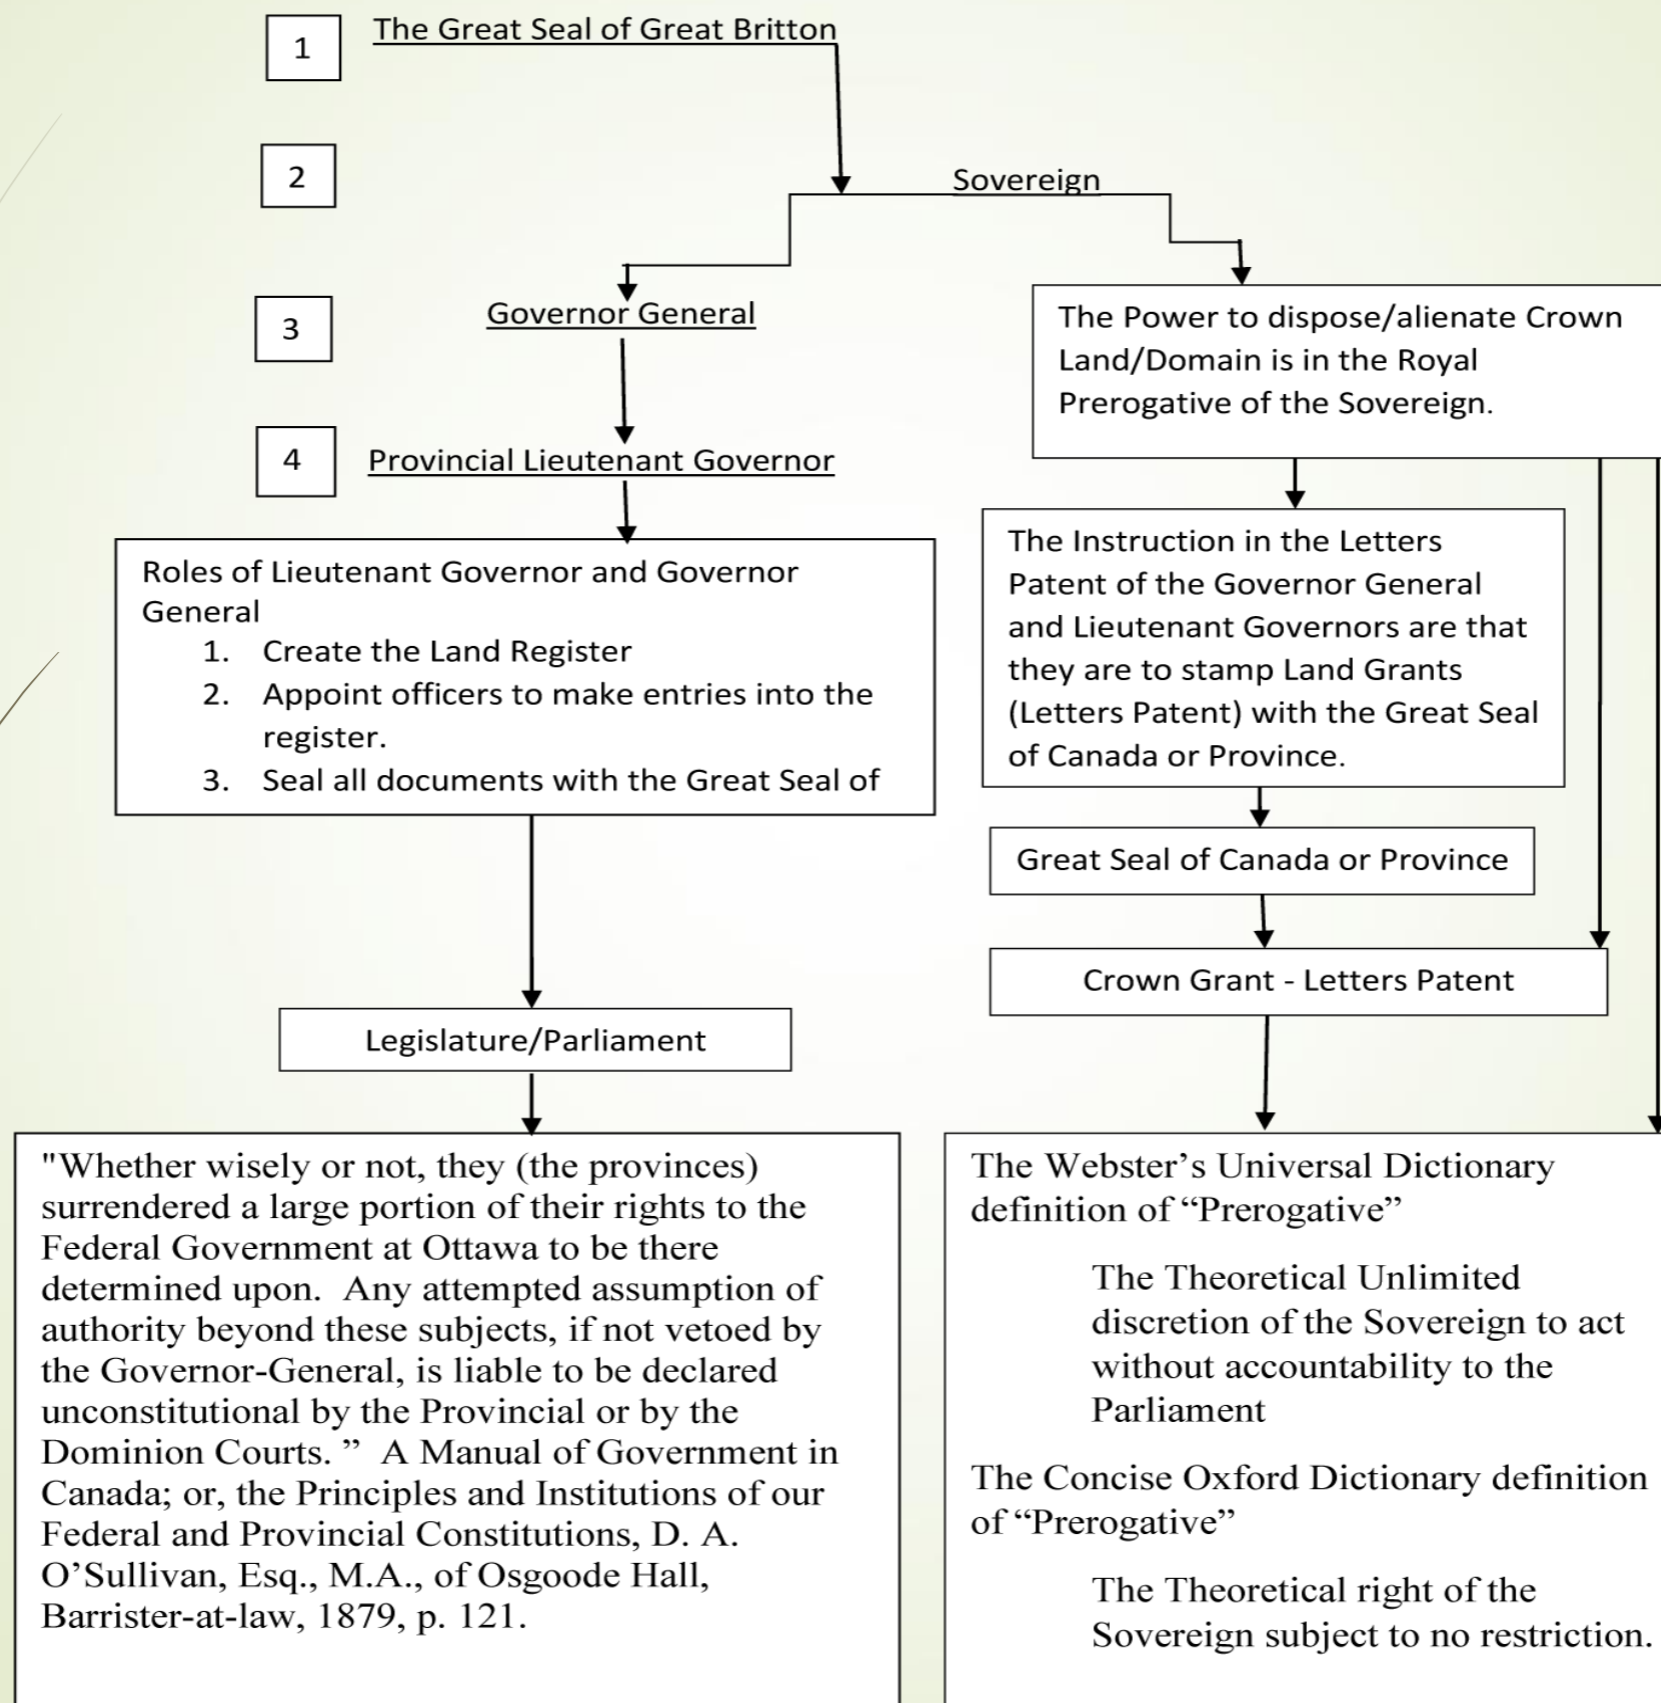 1
The Great Seal of Great Britton
2
Sovereign
3
Governor General
The Power to dispose/alienate Crown
Land/Domain is in the Royal
Prerogative of the Sovereign.
4
Provincial Lieutenant Governor
Roles of Lieutenant Governor and Governor
General
1. Create the Land Register
2. Appoint officers to make entries into the
register.
3. Seal all documents with the Great Seal of
The Instruction in the Letters
Patent of the Governor General
and Lieutenant Governors are that
they are to stamp Land Grants
(Letters Patent) with the Great Seal
of Canada or Province.
Great Seal of Canada or Province
Crown Grant - Letters Patent
Legislature/Parliament
"Whether wisely or not, they (the provinces)
surrendered a large portion of their rights to the
Federal Government at Ottawa to be there
determined upon.  Any attempted assumption of
authority beyond these subjects, if not vetoed by
the Governor-General, is liable to be declared
unconstitutional by the Provincial or by the
Dominion Courts. ”  A Manual of Government in
Canada; or, the Principles and Institutions of our
Federal and Provincial Constitutions, D. A.
O’Sullivan, Esq., M.A., of Osgoode Hall,
Barrister-at-law, 1879, p. 121.
The Webster’s Universal Dictionary
definition of “Prerogative”
The Theoretical Unlimited
discretion of the Sovereign to act
without accountability to the
Parliament
The Concise Oxford Dictionary definition
of “Prerogative”
The Theoretical right of the
Sovereign subject to no restriction.